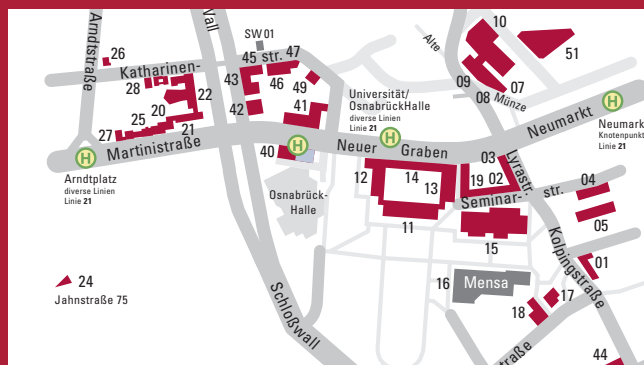 Arndtstraße
Wall
SW 01
10
Alte
51
26
Katharinen-
45
str.
47
46
43
49
28
20
22
42
41
09
07
08
Münze
Universität/
OsnabrückHalle
diverse Linien
Linie 21
H
Neumarkt
H
Neumark
Knotenpunkt
Linie 21
27
25
21
Martinistraße
H
40
H
Neuer
Graben
03
Lyrastr.
Arndtplatz
diverse Linien
Linie 21
12
14
13
19
02
Seminar-
str.
04
Osnabrück-
Halle
11
15
05
Kolpingstraße
01
24
Jahnstraße 75
16
Mensa
17
18
Schloßwall
straße
44